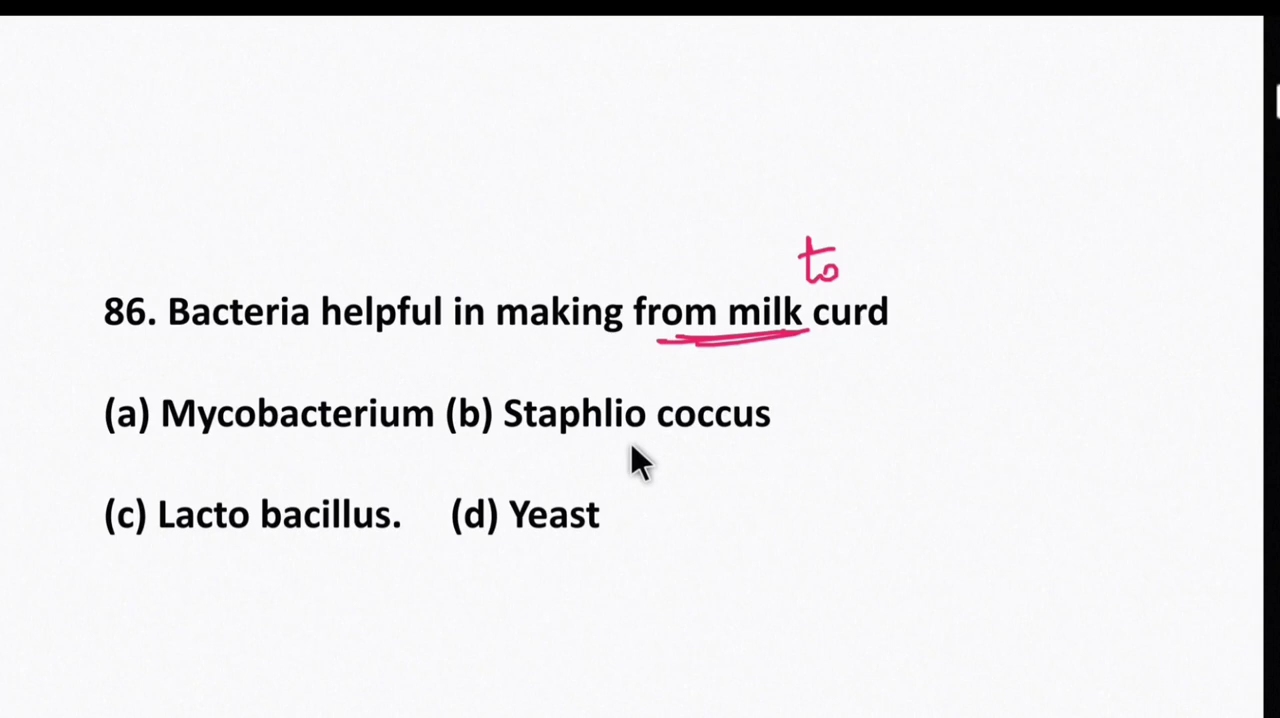 to
86. Bacteria helpful in making from milk curd
(a) Mycobacterium (b) Staphlio coccus
(c) Lacto bacillus. (d) Yeast